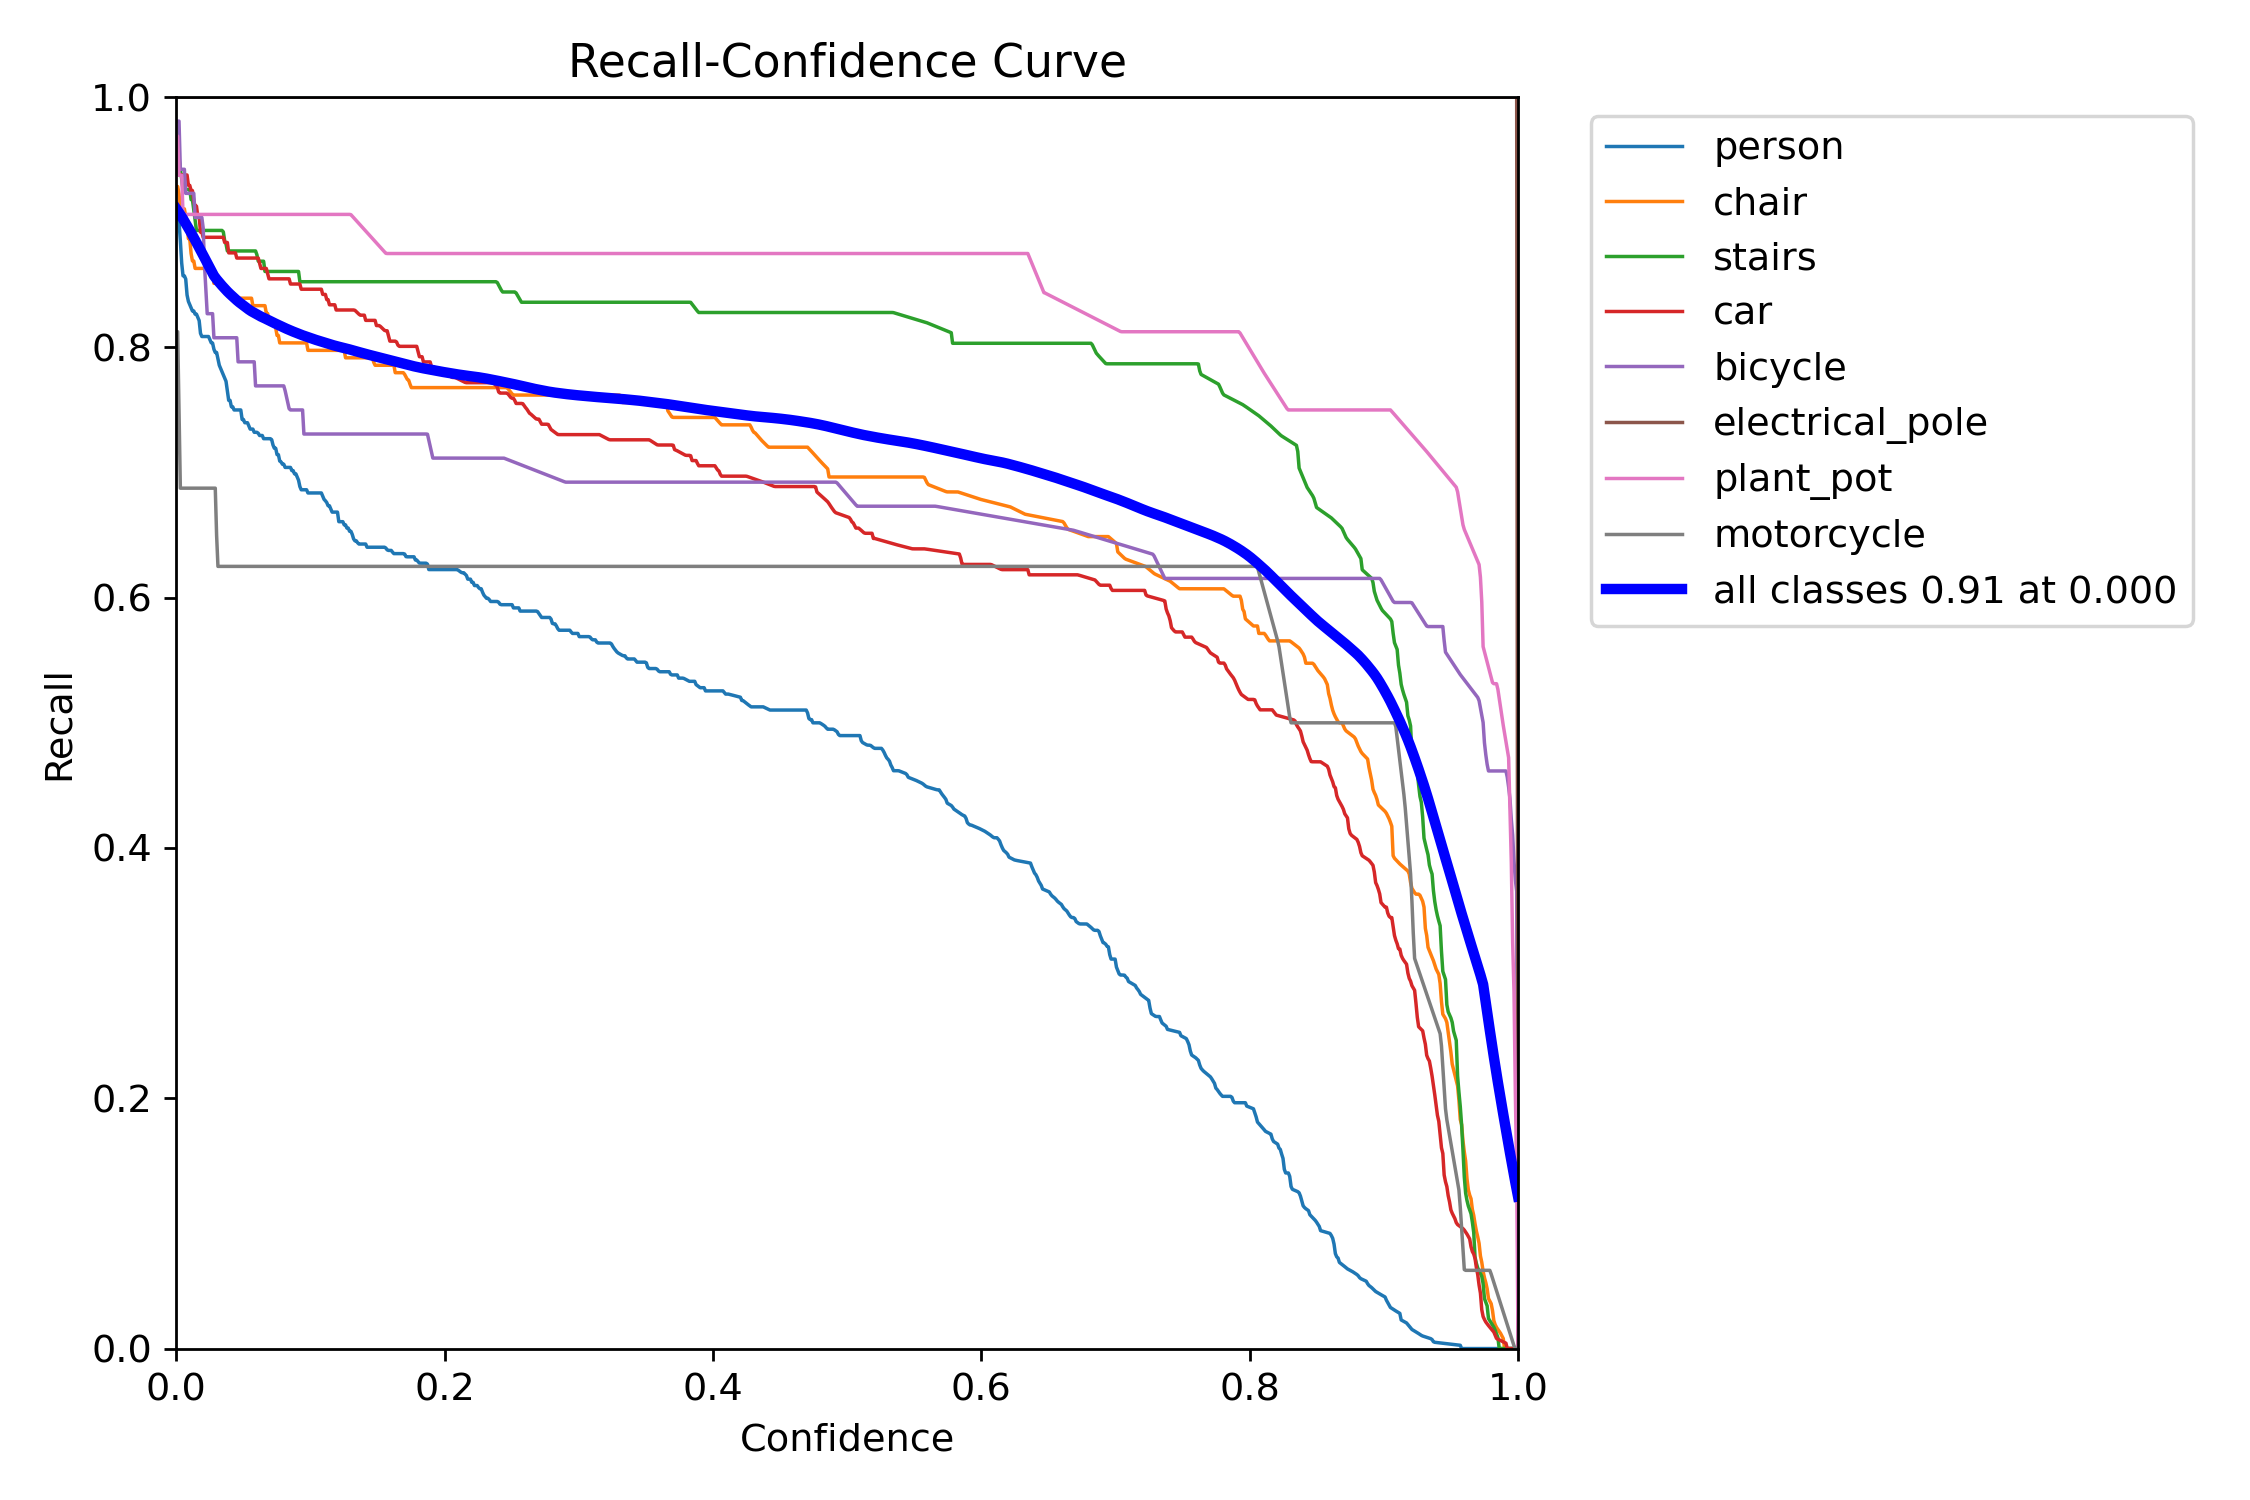 Recall-Confidence Curve
1.0
0.8
0.6
0.4
0.2
0.0
Recall
0.0 0.2 0.4 0.6 0.8 1.0
Confidence
person
chair
stairs
car
bicycle
electrical_pole
plant_pot
motorcycle
all classes 0.91 at 0.000